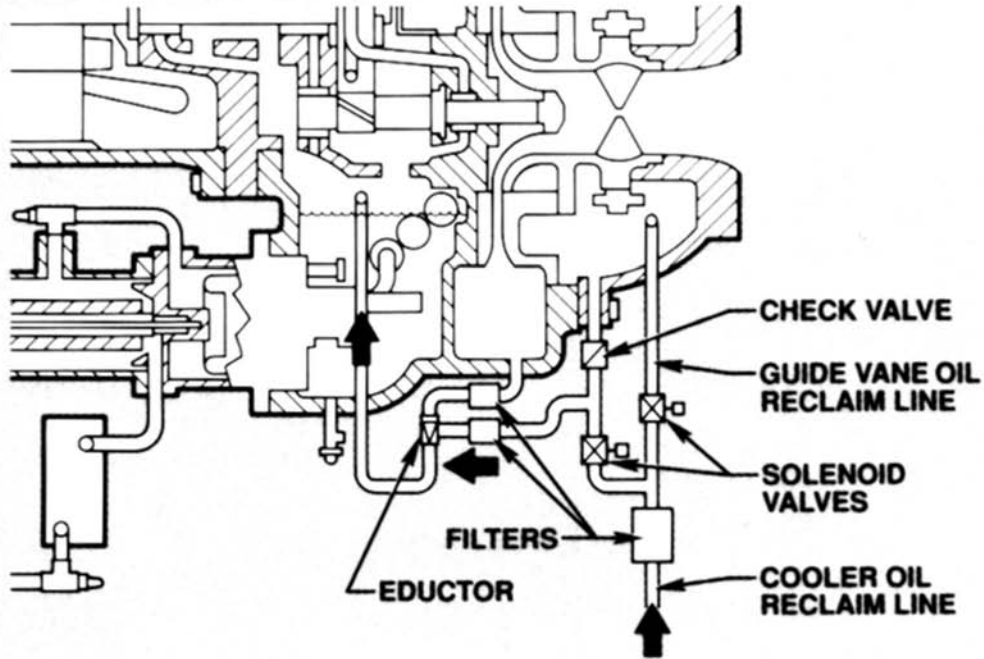 CHECK VALVE
GUIDE VANE OIL
RECLAIM LINE
SOLENOID
VALVES
FILTERS
EDUCTOR
COOLER OIL
RECLAIM LINE